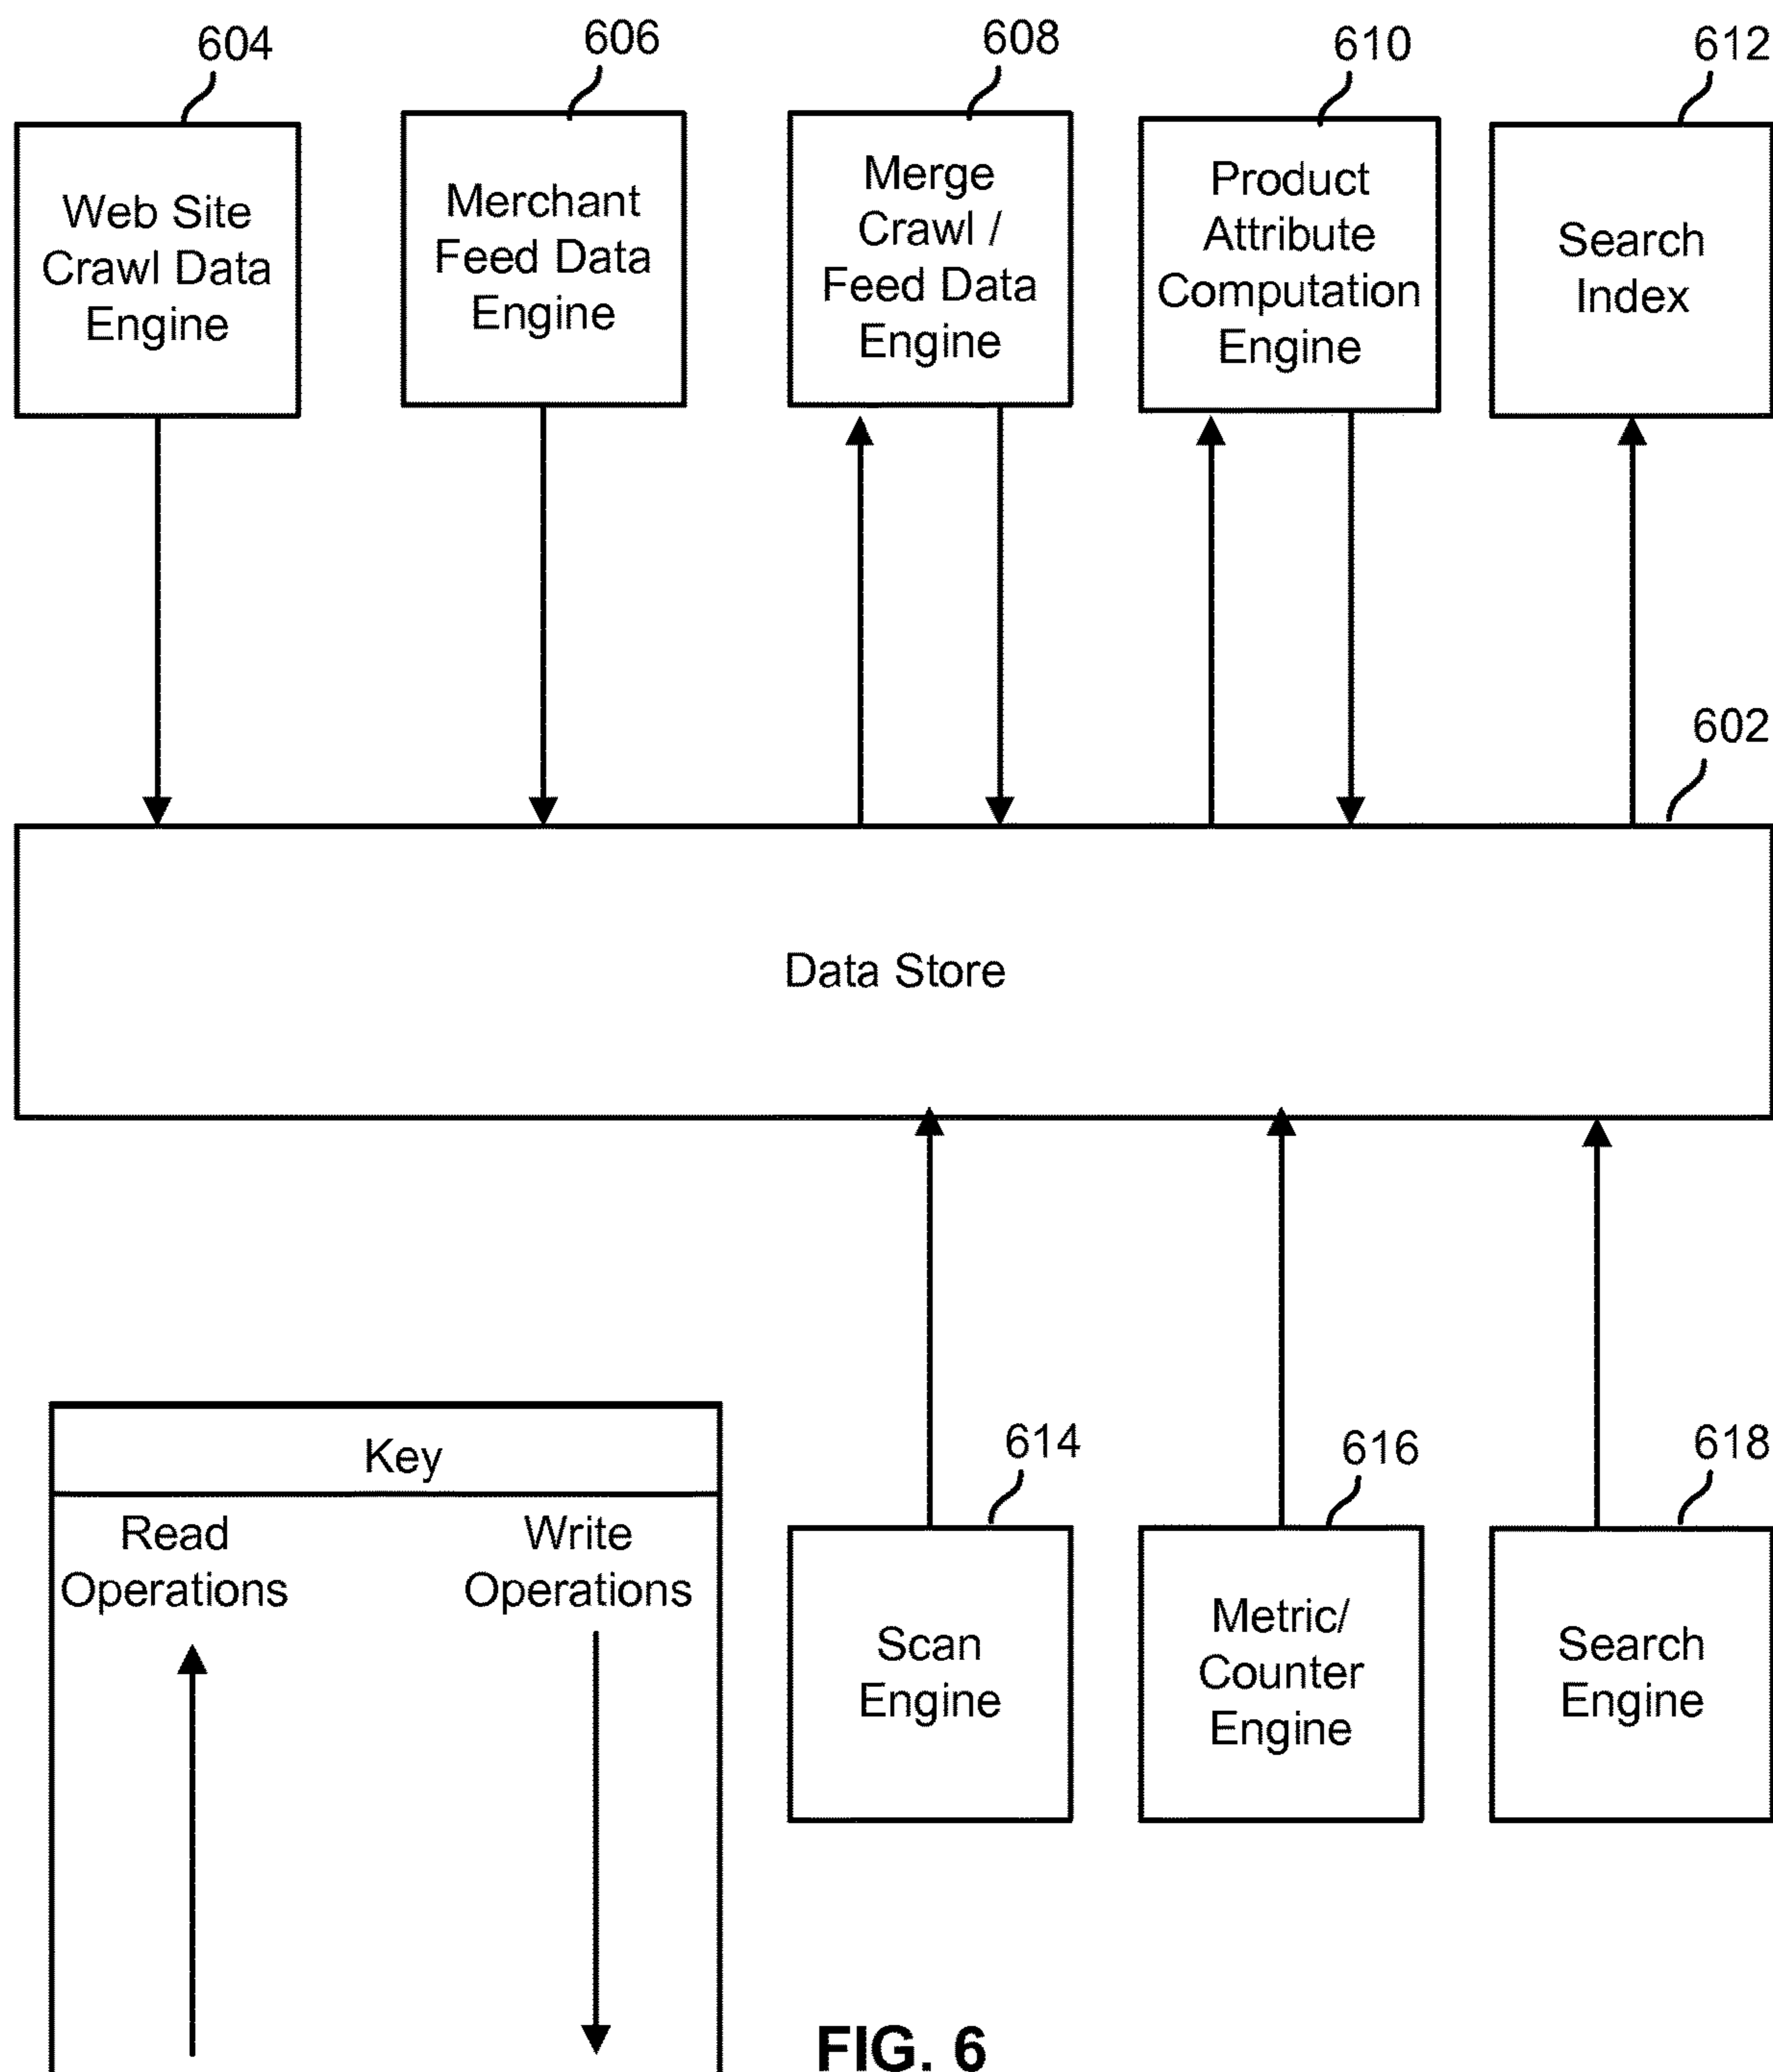 604
606
608
610
612
Web Site
Crawl Data
Engine
Merchant
Feed Data
Engine
Merge
Crawl /
Feed Data
Engine
Product
Attribute
Computation
Engine
Search
Index
602
Data Store
614
616
618
Key
Read
Operations
Write
Operations
Scan
Engine
Metric/
Counter
Engine
Search
Engine
FIG. 6